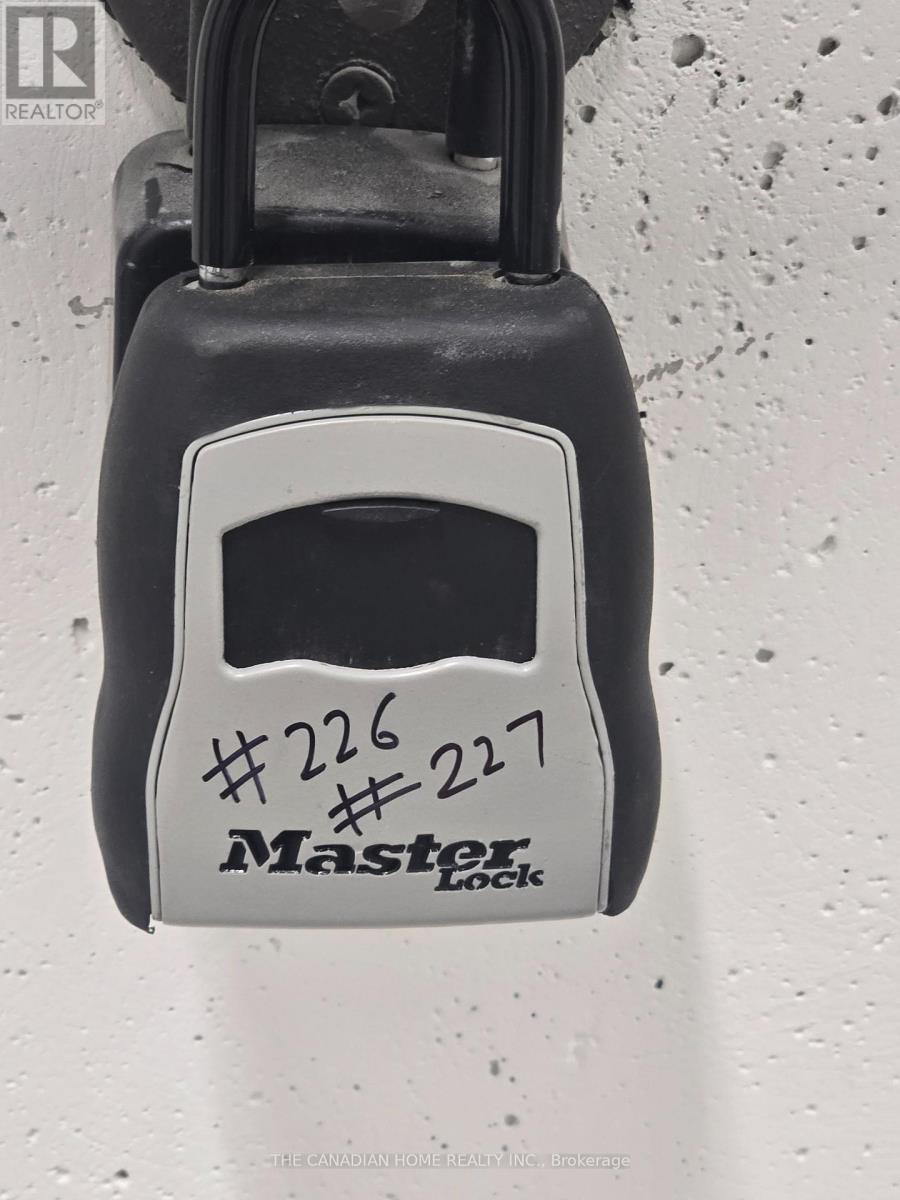 REALTOR®
#226
#227
Master
Lock
THE CANADIAN HOME REALTY INC., Brokerage